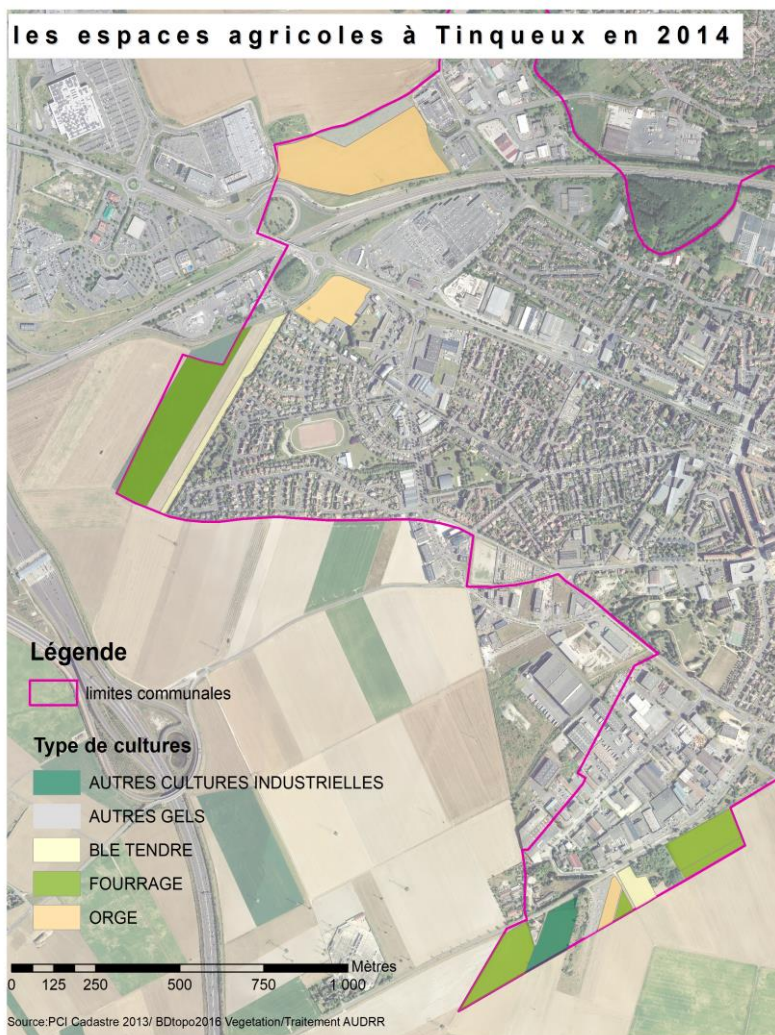 les espaces agricoles à Tinqueux en 2014
Légende
limites communales
Type de cultures
AUTRES CULTURES INDUSTRIELLES
AUTRES GELS
BLE TENDRE
FOURRAGE
ORGE
Mètres
0 125 250 500 750 1 000
Source:PCI Cadastre 2013/ BDtopo2016 Vegetation/Traitement AUDRR